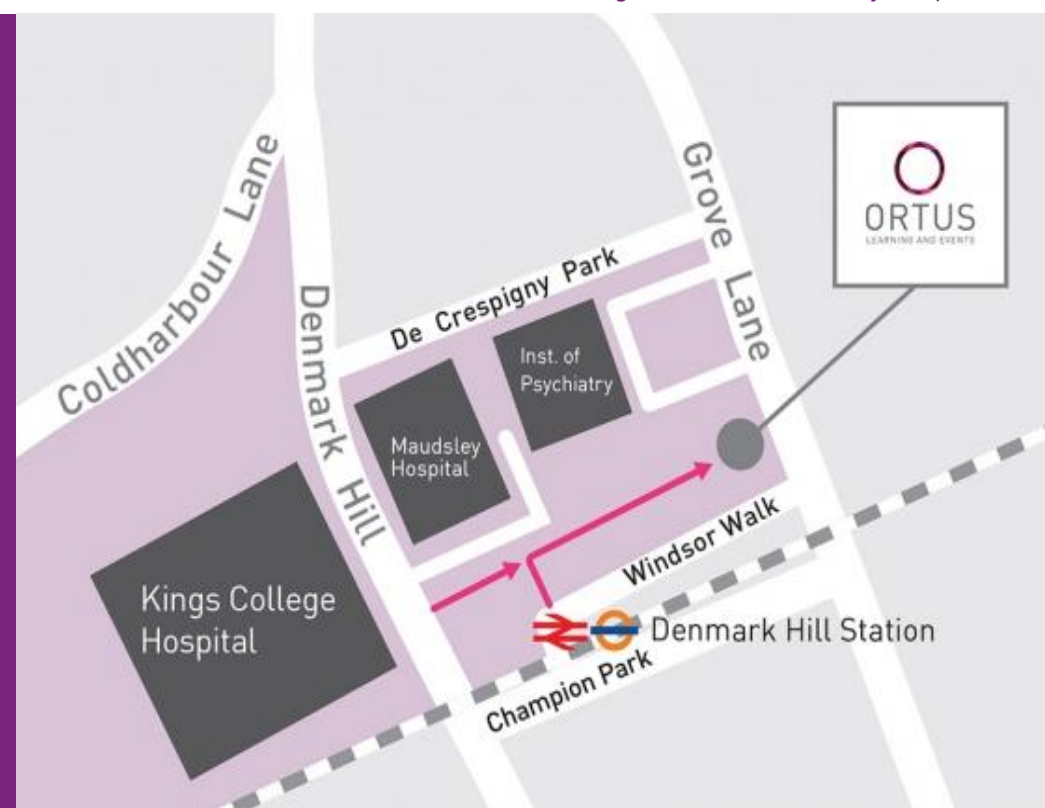 Coldharbour Lane
Denmark Hill
De Crespigny Park
Grove Lane
ORTUS
LEARNING AND EVENTS
Inst. of
Psychiatry
Maudsley
Hospital
Kings College
Hospital
Windsor Walk
Denmark Hill Station
Champion Park